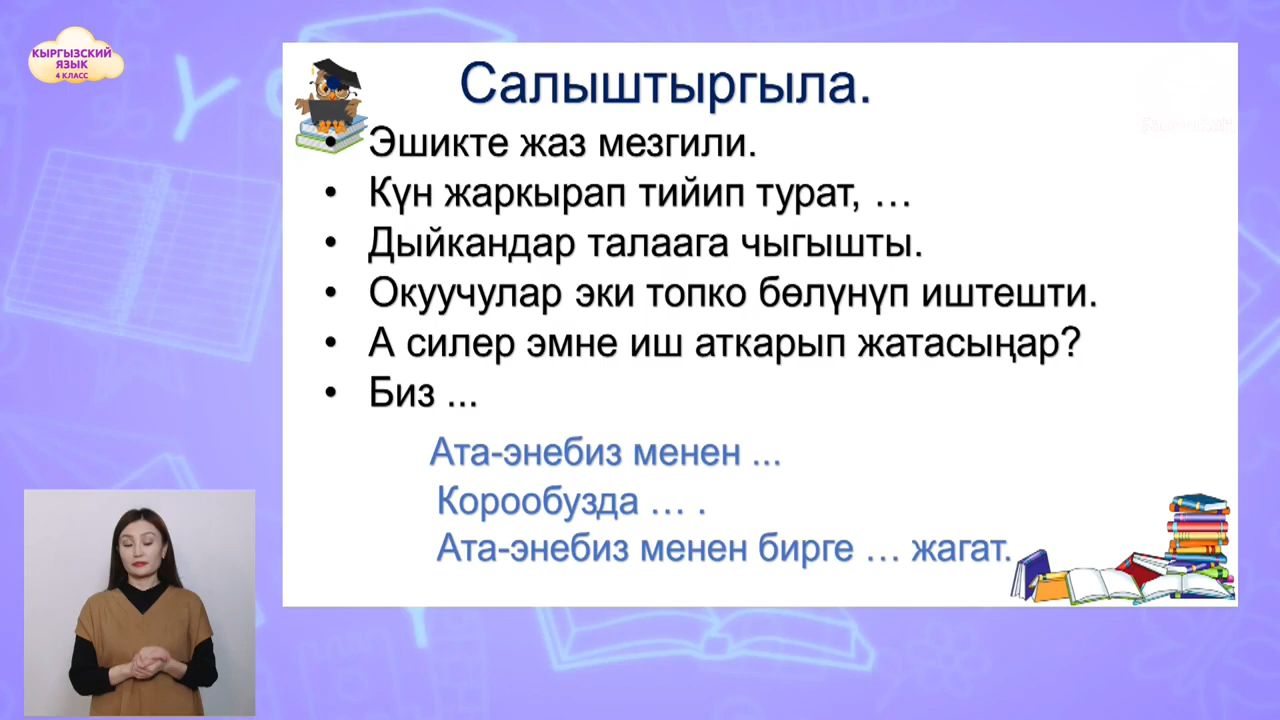 КЫРГЫЗСКИЙ
ЯЗЫК
4 КЛАСС
Салыштыргыла.
• Эшикте жаз мезгили.
• Күн жаркырап тийип турат, …
• Дыйкандар талаага чыгышты.
• Окуучулар эки топко бөлүнүп иштешти.
• А силер эмне иш аткарып жатасыңар?
• Биз ...
Ата-энебиз менен ...
Корообузда … .
Ата-энебиз менен бирге … жагат.